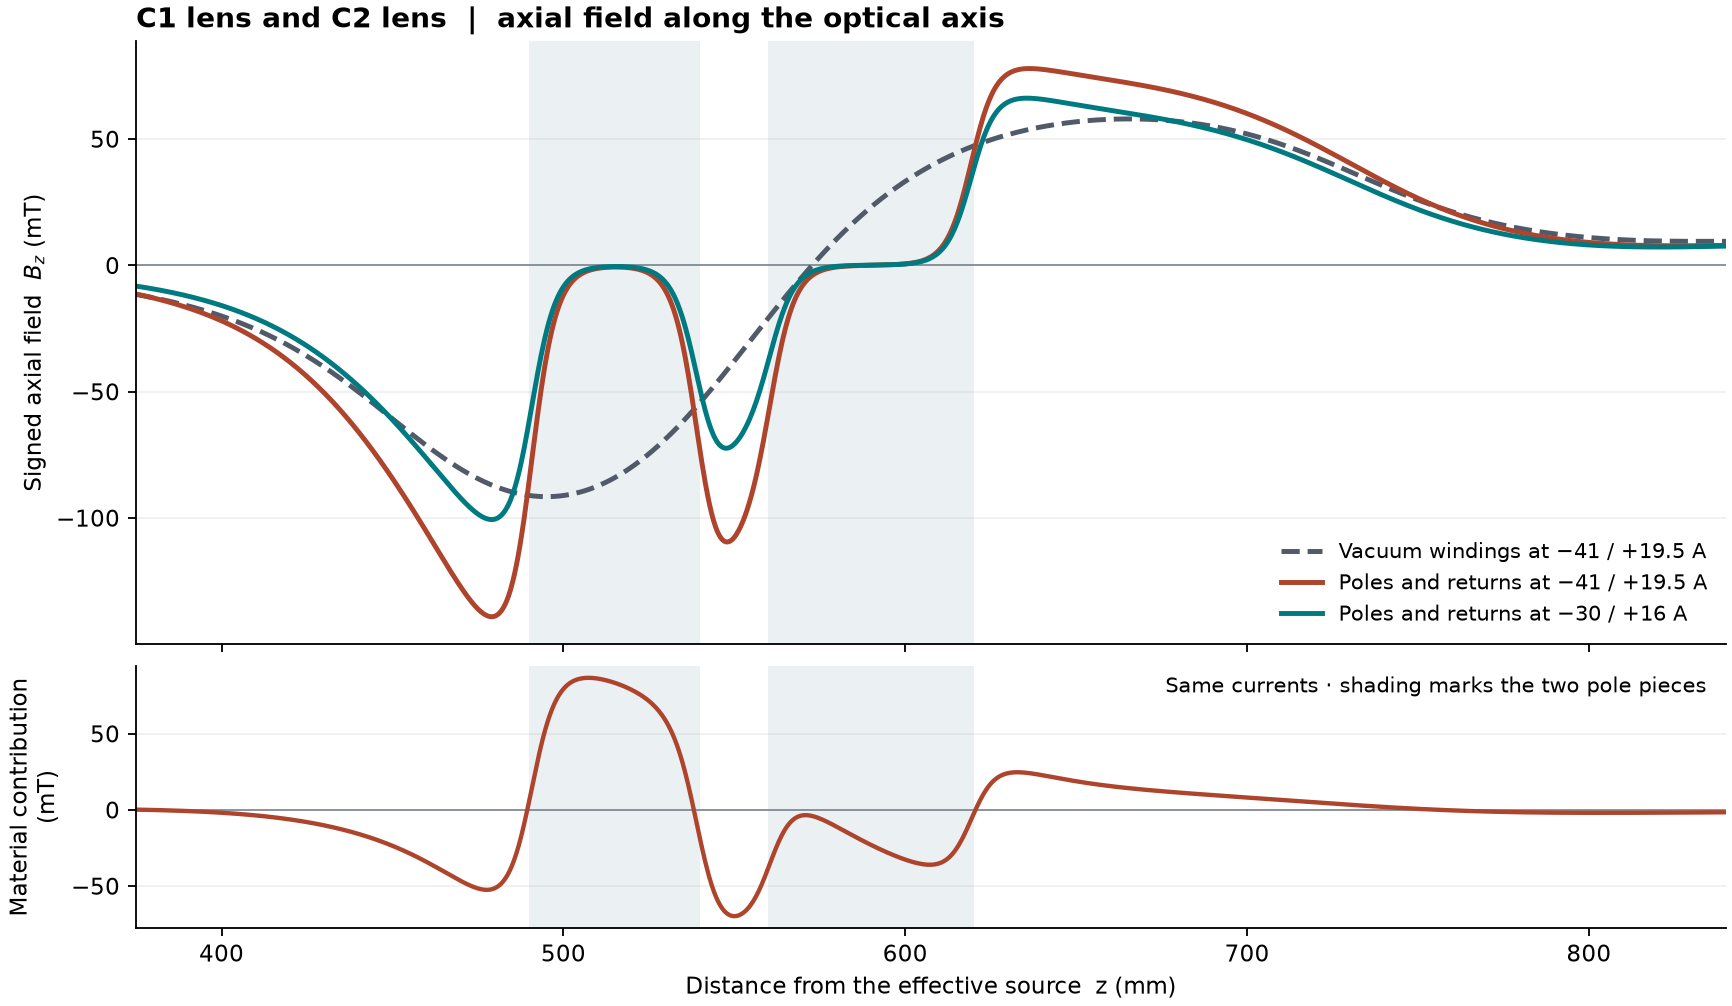 C1 lens and C2 lens | axial field along the optical axis
Signed axial field B_z (mT)
50
0
−50
−100
Vacuum windings at −41 / +19.5 A
Poles and returns at −41 / +19.5 A
Poles and returns at −30 / +16 A
Material contribution
(mT)
50
0
−50
Same currents · shading marks the two pole pieces
400
500
600
700
800
Distance from the effective source z (mm)